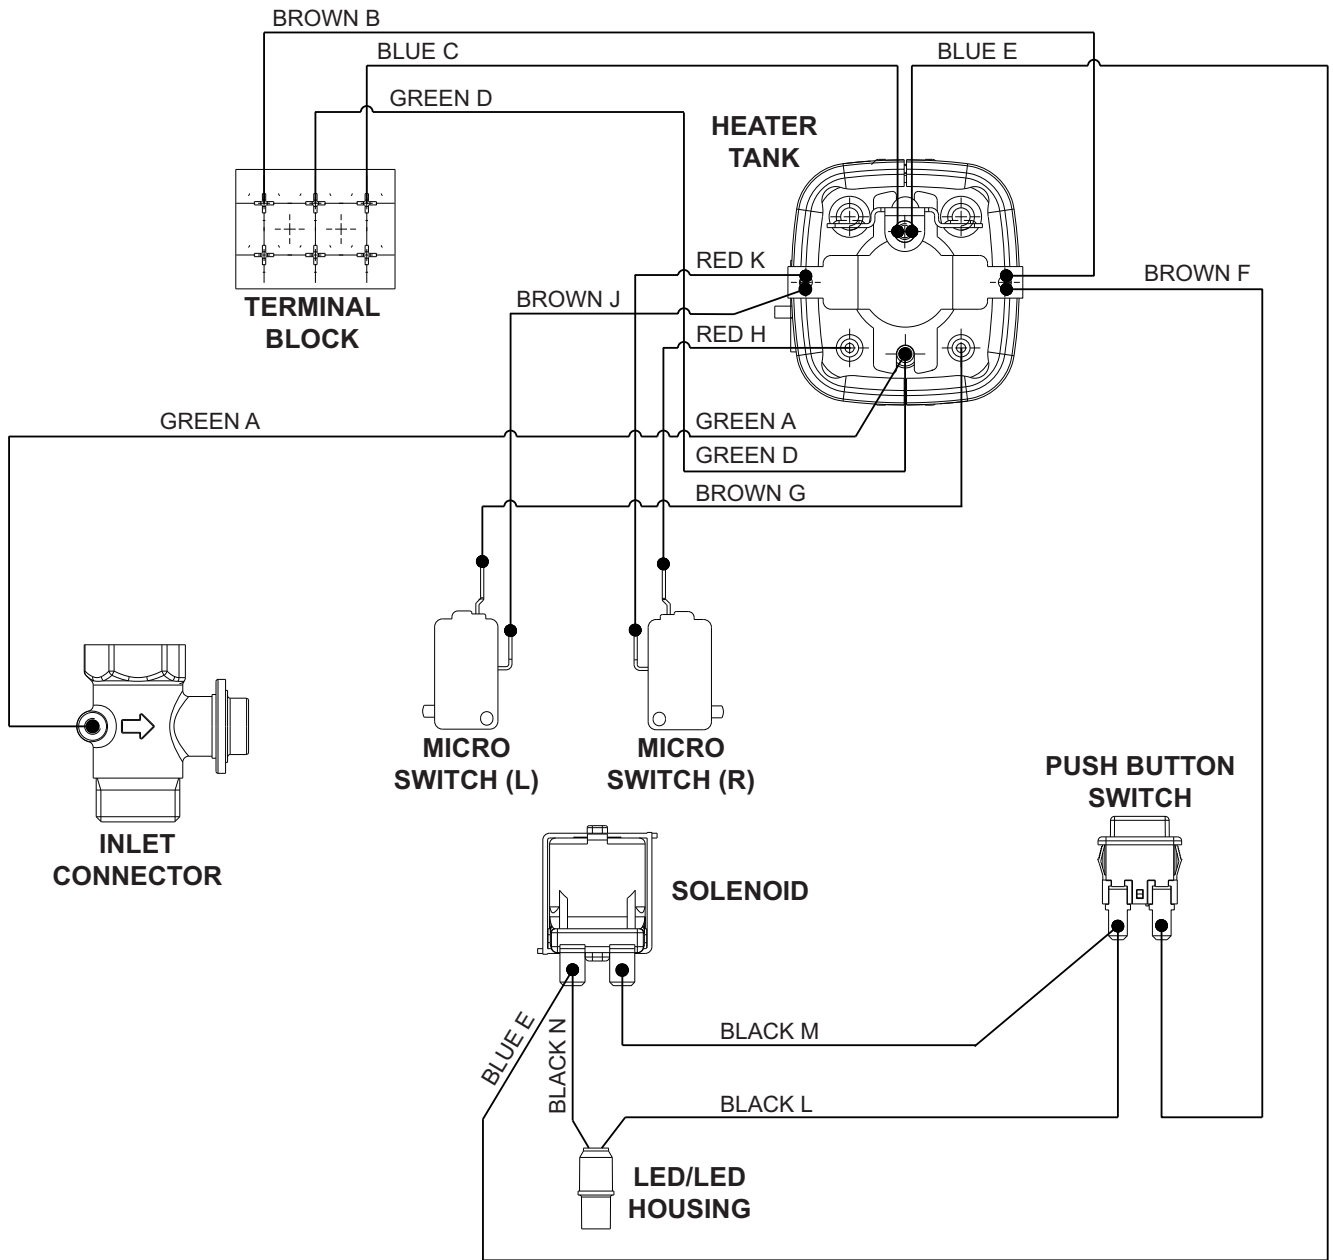 BROWN B
BLUE C
BLUE E
GREEN D
HEATER
TANK
RED K
BROWN F
BROWN J
TERMINAL
BLOCK
RED H
GREEN A
GREEN A
GREEN D
BROWN G
MICRO
SWITCH (L)
MICRO
SWITCH (R)
PUSH BUTTON
SWITCH
INLET
CONNECTOR
SOLENOID
BLUE E
BLACK N
BLACK M
BLACK L
LED/LED
HOUSING